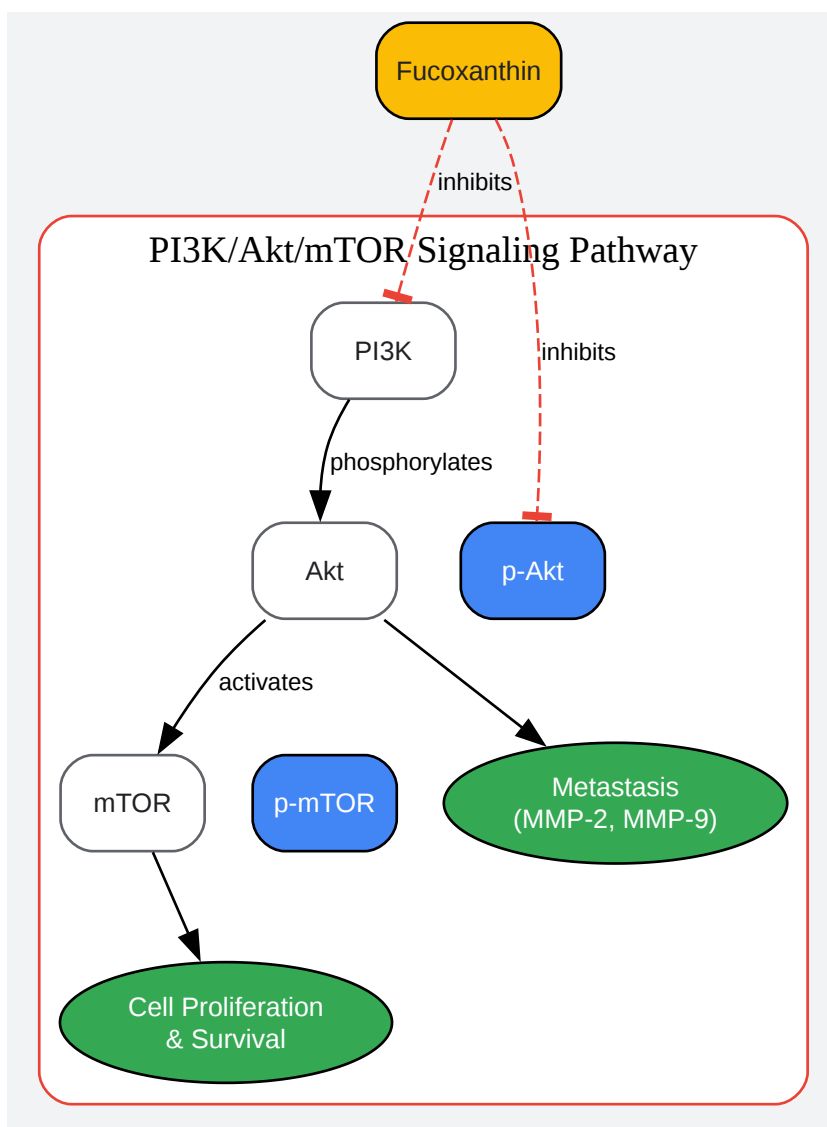 Fucoxanthin
inhibits
PI3K/Akt/mTOR Signaling Pathway
PI3K
inhibits
phosphorylates
Akt
p-Akt
activates
mTOR
p-mTOR
Metastasis
(MMP-2, MMP-9)
Cell Proliferation
& Survival